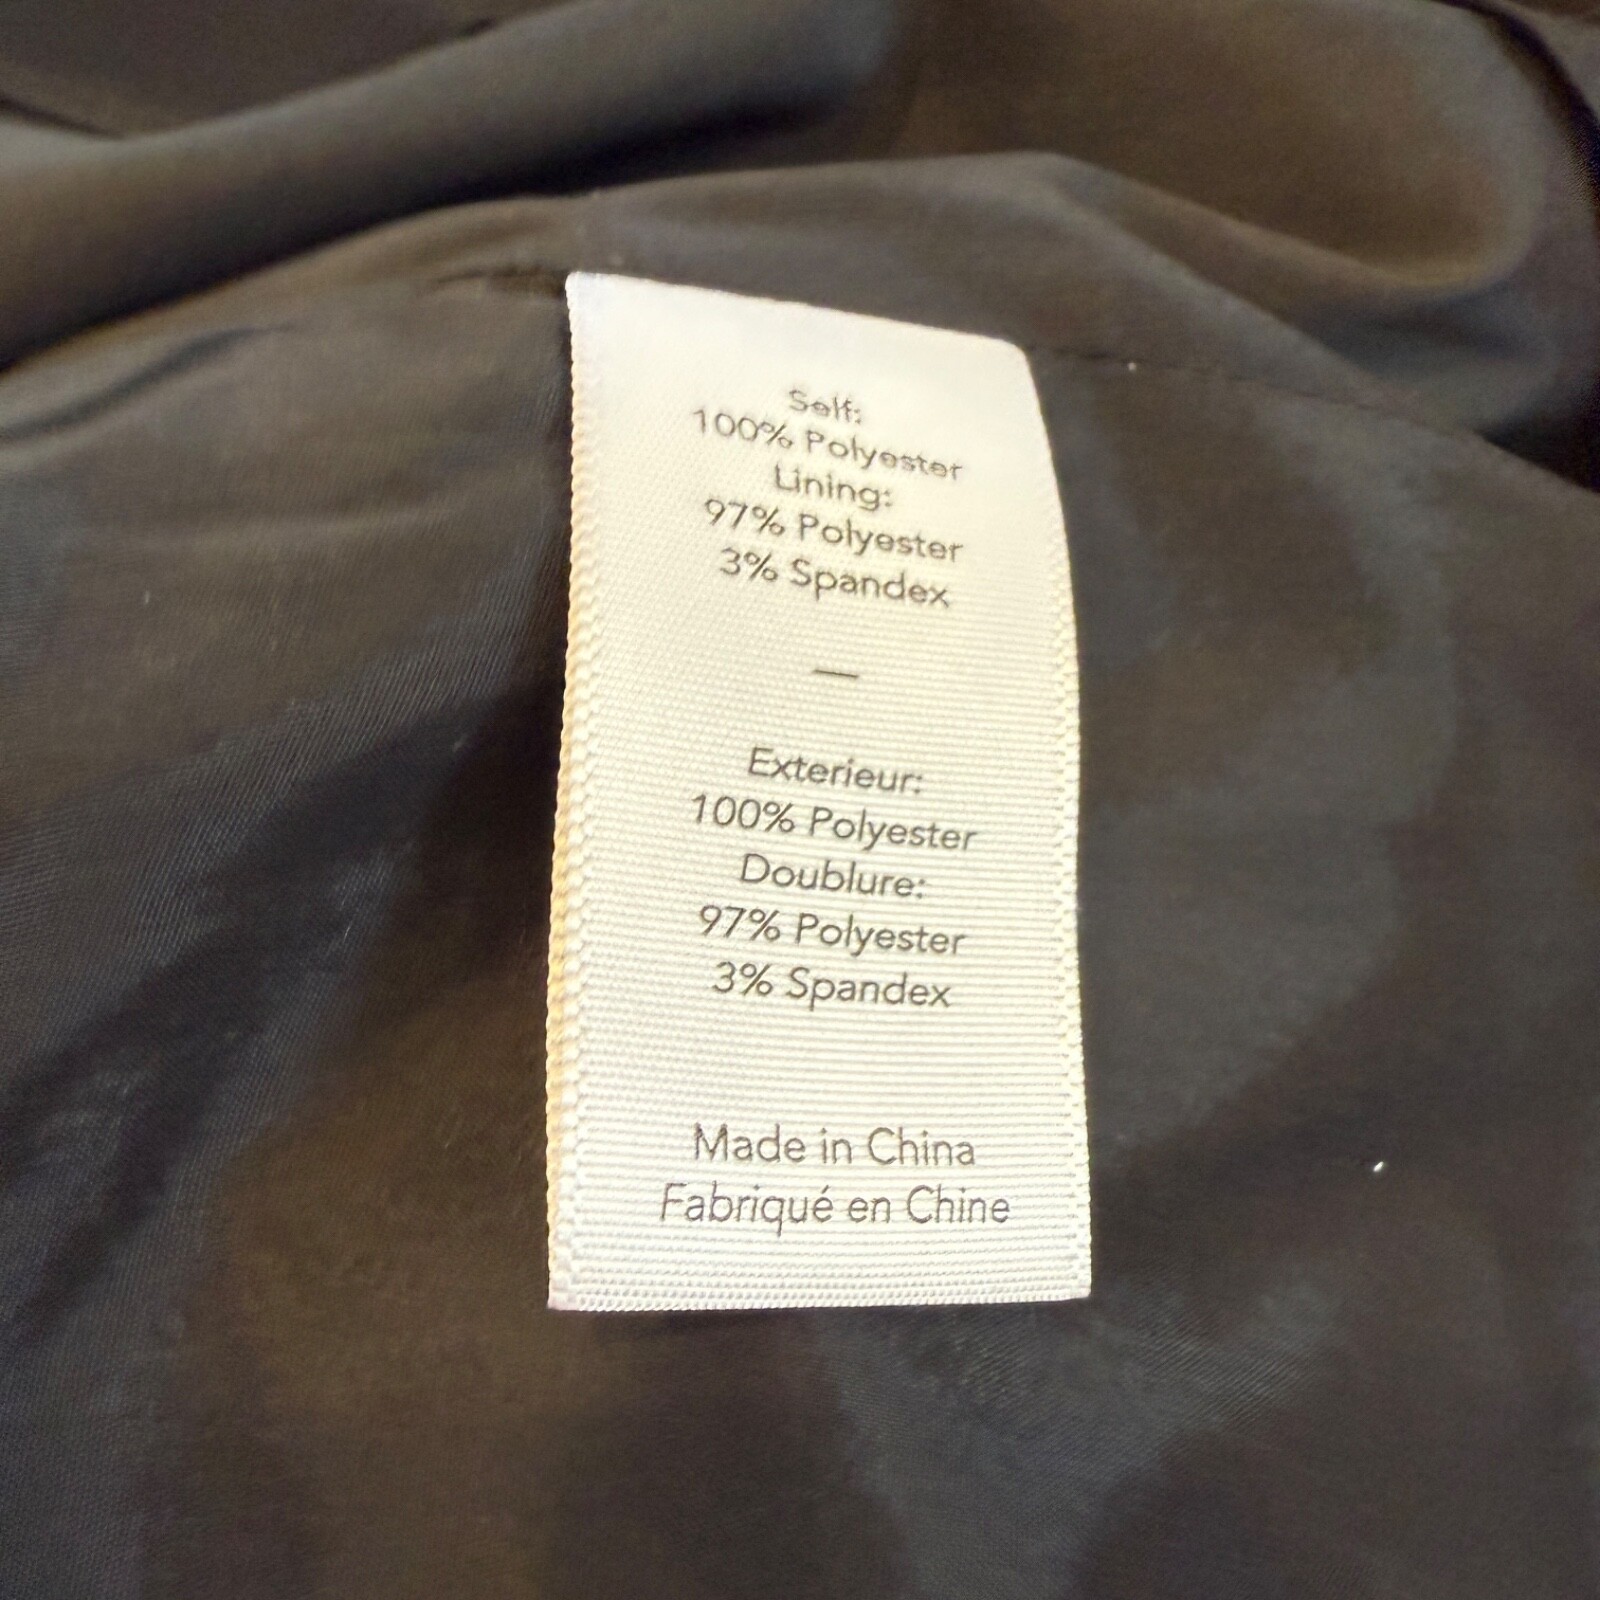 Self:
100% Polyester
Lining:
97% Polyester
3% Spandex
—
Exterieur:
100% Polyester
Doublure:
97% Polyester
3% Spandex
Made in China
Fabriqué en Chine